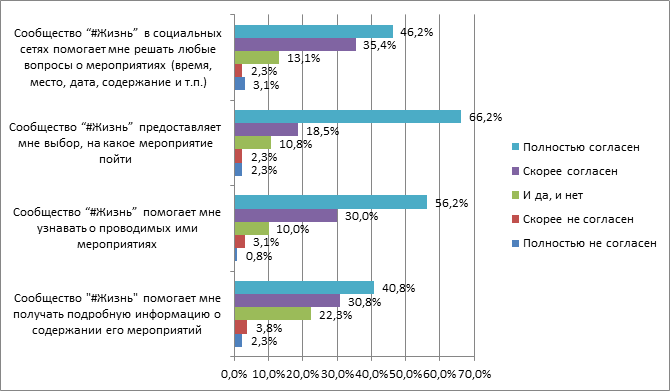 Сообщество “#Жизнь” в социальных
сетях помогает мне решать любые
вопросы о мероприятиях (время,
место, дата, содержание и т.п.)
46,2%
35,4%
13,1%
2,3%
3,1%
Сообщество “#Жизнь” предоставляет
мне выбор, на какое мероприятие
пойти
66,2%
18,5%
10,8%
2,3%
2,3%
Сообщество “#Жизнь” помогает мне
узнавать о проводимых ими
мероприятиях
56,2%
30,0%
10,0%
3,1%
0,8%
Сообщество "#Жизнь" помогает мне
получать подробную информацию о
содержании его мероприятий
40,8%
30,8%
22,3%
3,8%
2,3%
0,0% 10,0% 20,0% 30,0% 40,0% 50,0% 60,0% 70,0%
Полностью согласен
Скорее согласен
И да, и нет
Скорее не согласен
Полностью не согласен